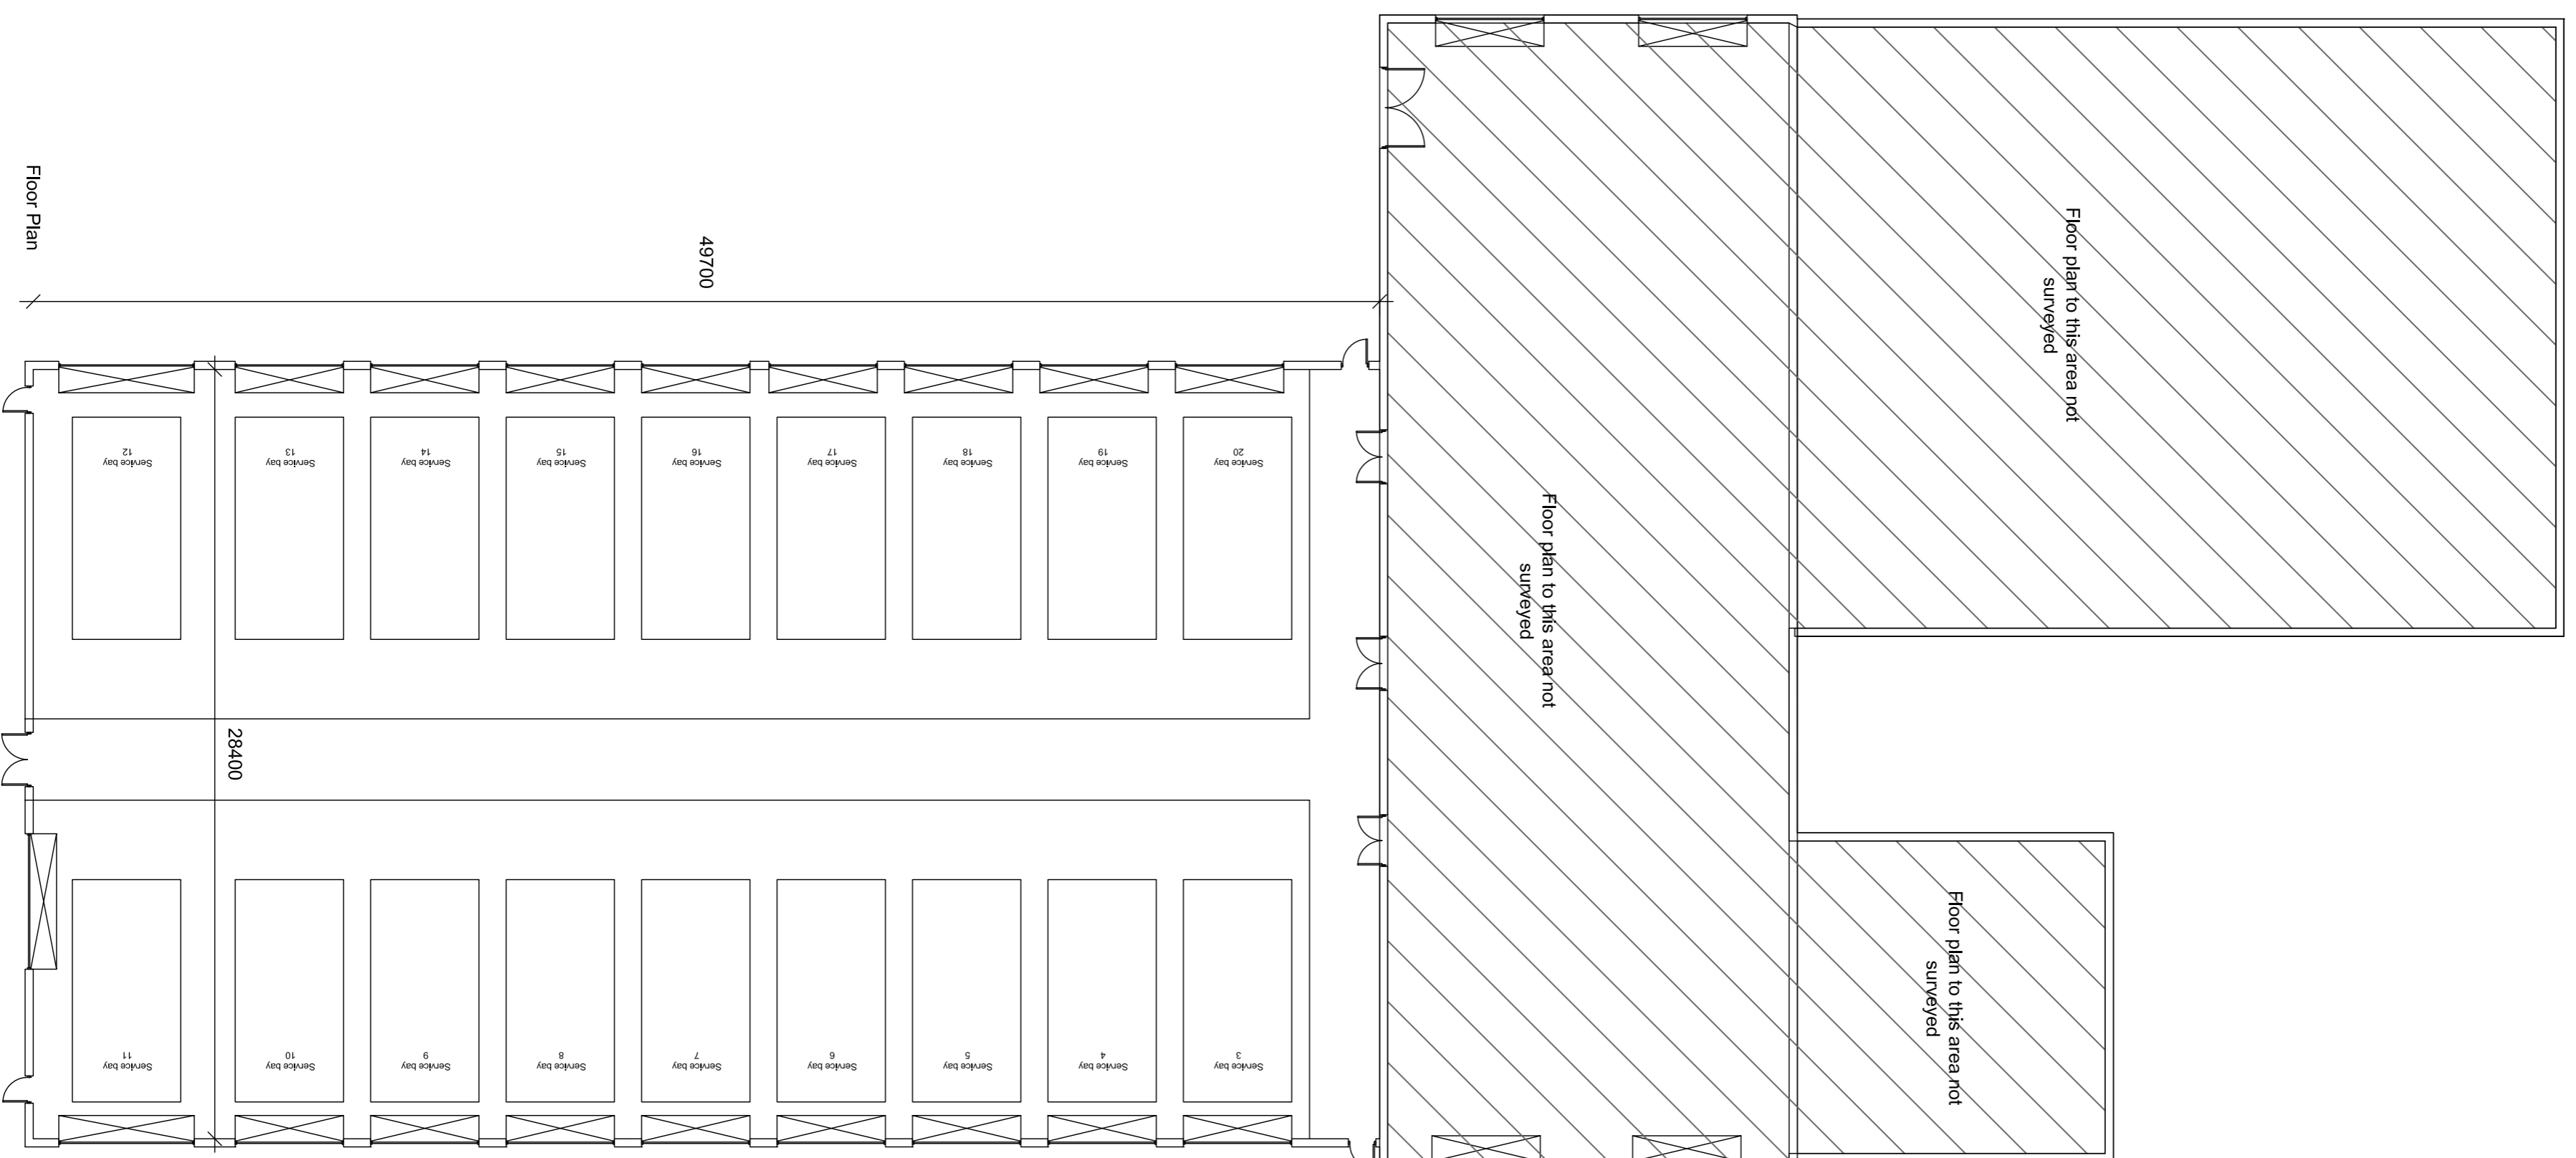 Floor Plan
49700
28400
Floor plan to this area not
surveyed
Floor plan to this area not
surveyed
Floor plan to this area not
surveyed
Service bay
12
Service bay
13
Service bay
14
Service bay
15
Service bay
16
Service bay
17
Service bay
18
Service bay
19
Service bay
20
Service bay
11
Service bay
10
Service bay
9
Service bay
8
Service bay
7
Service bay
6
Service bay
5
Service bay
4
Service bay
3